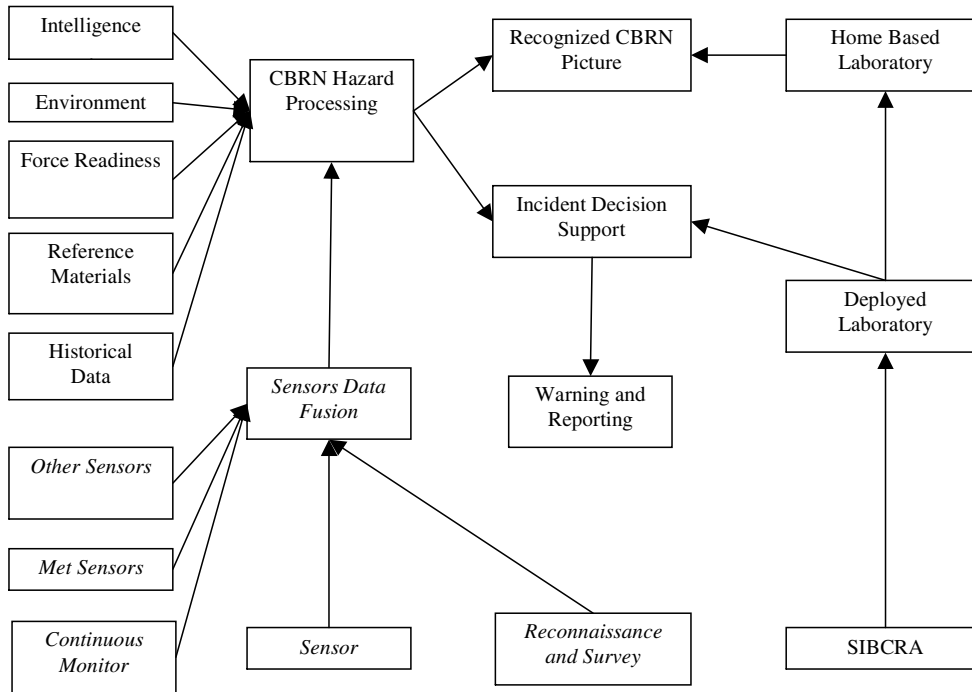 Intelligence
Recognized CBRN
Picture
Home Based
Laboratory
CBRN Hazard
Processing
Environment
Force Readiness
Incident Decision
Support
Reference
Materials
Deployed
Laboratory
Historical
Data
Sensors Data
Fusion
Warning and
Reporting
Other Sensors
Met Sensors
Continuous
Monitor
Sensor
Reconnaissance
and Survey
SIBCRA